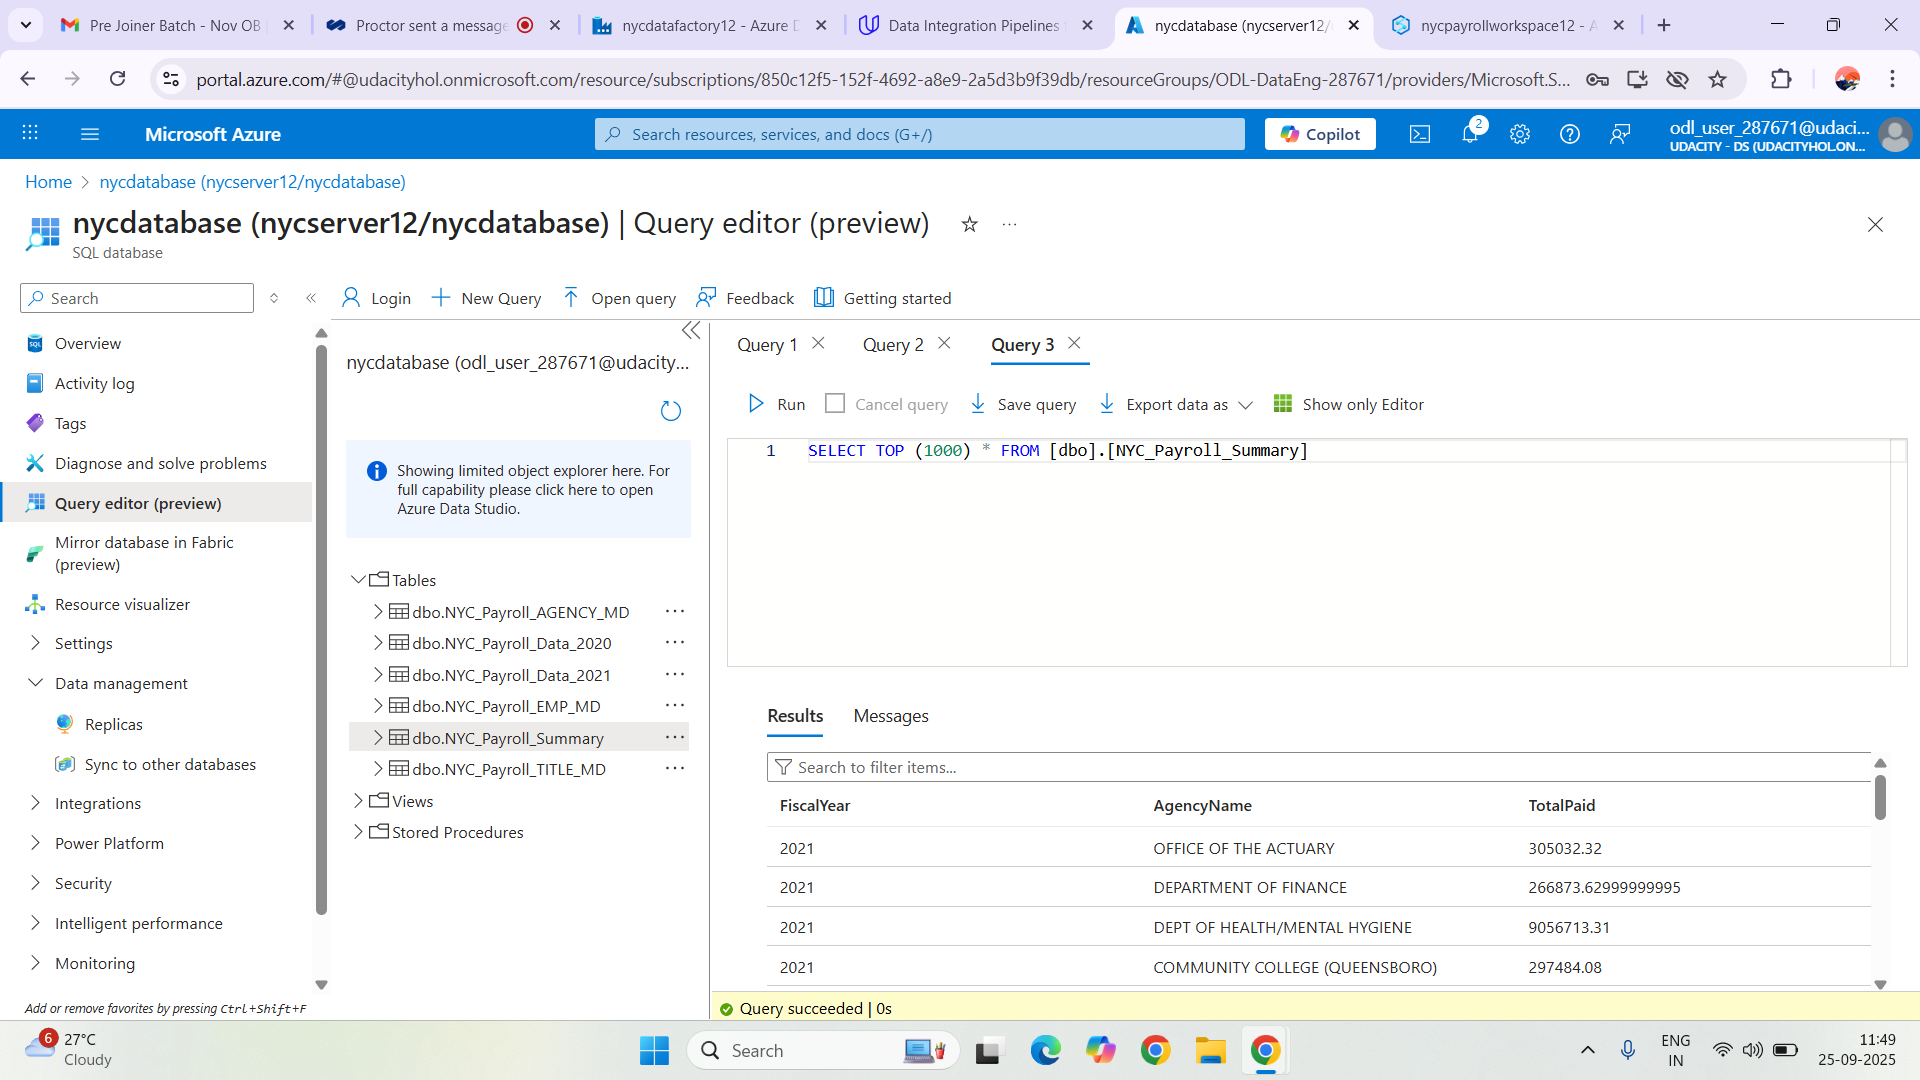 Pre Joiner Batch - Nov OB
Proctor sent a message
nycdatafactory12 - Azure D
Data Integration Pipelines
nycdatabase (nycserver12/
nycpayrollworkspace12 - A
portal.azure.com/#@udacityhol.onmicrosoft.com/resource/subscriptions/850c12f5-152f-4692-a8e9-2a5d3b9f39db/resourceGroups/ODL-DataEng-287671/providers/Microsoft.S...
Microsoft Azure
Search resources, services, and docs (G+/)
Copilot
2
odl_user_287671@udaci...
UDACITY - DS (UDACITYHOL.ON...
Home > nycdatabase (nycserver12/nycdatabase)
nycdatabase (nycserver12/nycdatabase) | Query editor (preview)
SQL database
Search
Overview
Activity log
Tags
Diagnose and solve problems
Query editor (preview)
Mirror database in Fabric
(preview)
Resource visualizer
Settings
Data management
Replicas
Sync to other databases
Integrations
Power Platform
Security
Intelligent performance
Monitoring
Add or remove favorites by pressing Ctrl+Shift+F
Login
New Query
Open query
Feedback
Getting started
nycdatabase (odl_user_287671@udacity...
Showing limited object explorer here. For
full capability please click here to open
Azure Data Studio.
Tables
dbo.NYC_Payroll_AGENCY_MD
dbo.NYC_Payroll_Data_2020
dbo.NYC_Payroll_Data_2021
dbo.NYC_Payroll_EMP_MD
dbo.NYC_Payroll_Summary
dbo.NYC_Payroll_TITLE_MD
Views
Stored Procedures
Query 1
Query 2
Query 3
Run
Cancel query
Save query
Export data as
Show only Editor
1 SELECT TOP (1000) * FROM [dbo].[NYC_Payroll_Summary]
Results
Messages
Search to filter items...
FiscalYear AgencyName TotalPaid
2021 OFFICE OF THE ACTUARY 305032.32
2021 DEPARTMENT OF FINANCE 266873.62999999995
2021 DEPT OF HEALTH/MENTAL HYGIENE 9056713.31
2021 COMMUNITY COLLEGE (QUEENSBORO) 297484.08
Query succeeded | 0s
6
27°C
Cloudy
Search
ENG
IN
11:49
25-09-2025